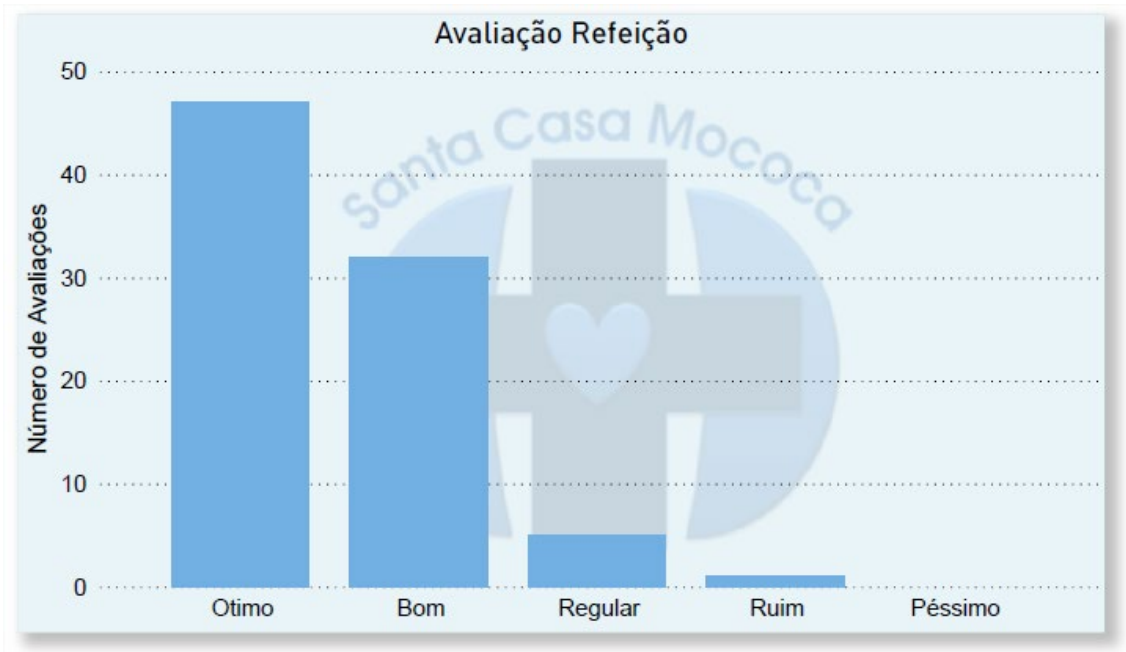 Avaliação Refeição
Santa Casa Mococa
Número de Avaliações
50
40
30
20
10
0
Otimo Bom Regular Ruim Péssimo